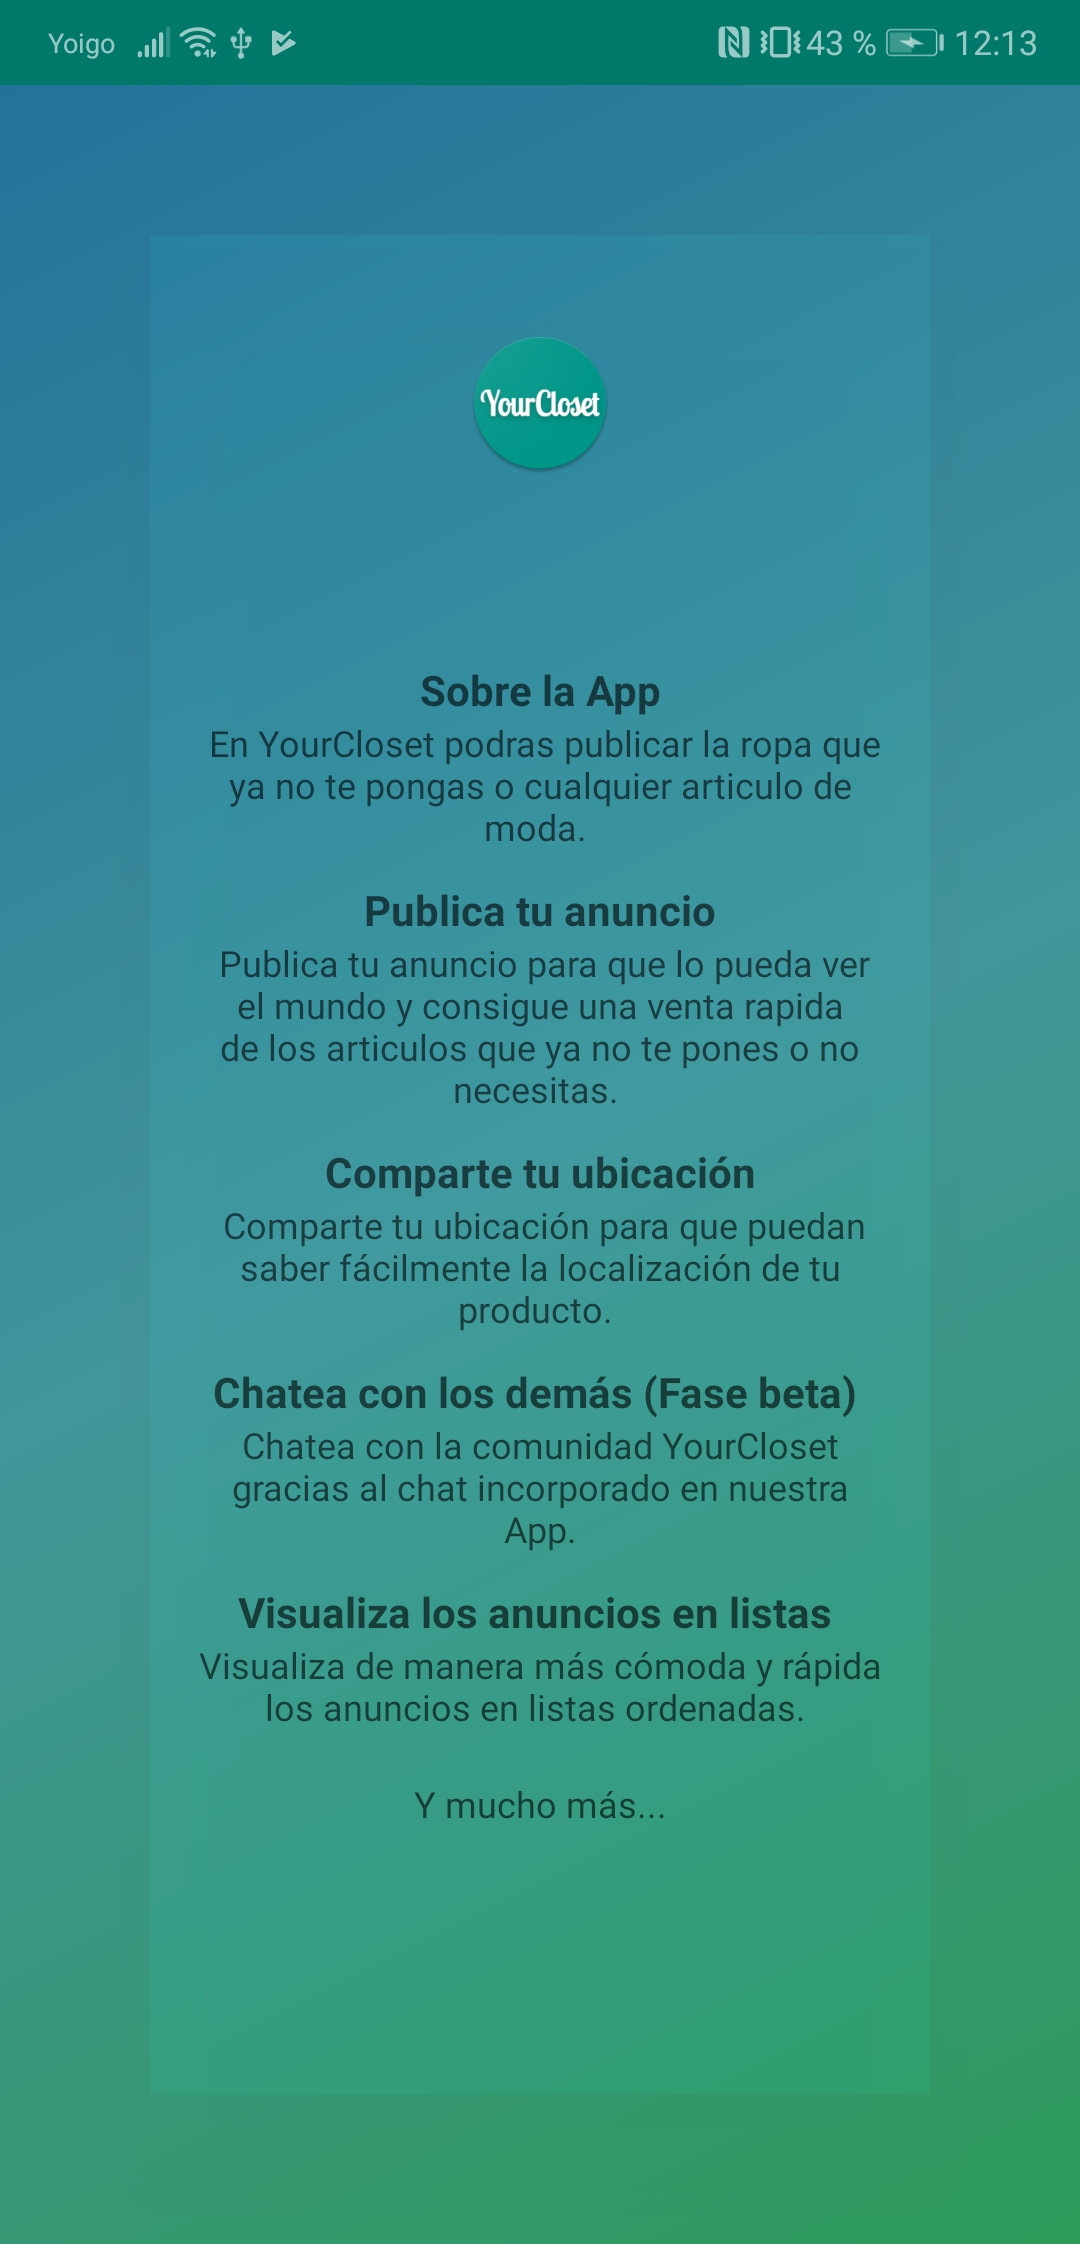 Yoigo 43 % 12:13
YourCloset
Sobre la App
En YourCloset podras publicar la ropa que
ya no te pongas o cualquier articulo de
moda.
Publica tu anuncio
Publica tu anuncio para que lo pueda ver
el mundo y consigue una venta rapida
de los articulos que ya no te pones o no
necesitas.
Comparte tu ubicación
Comparte tu ubicación para que puedan
saber fácilmente la localización de tu
producto.
Chatea con los demás (Fase beta)
Chatea con la comunidad YourCloset
gracias al chat incorporado en nuestra
App.
Visualiza los anuncios en listas
Visualiza de manera más cómoda y rápida
los anuncios en listas ordenadas.
Y mucho más...